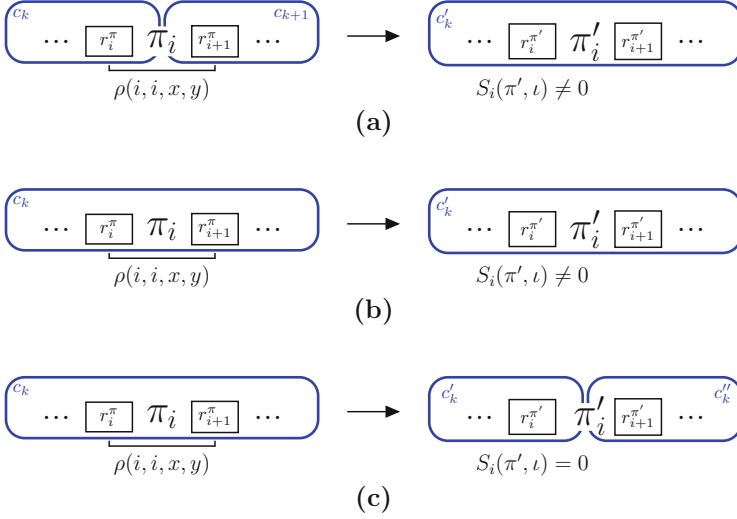 c_k c_{k+1} c'_k
··· r_i^π π_i r_{i+1}^π ··· ··· r_i^{π'} π'_i r_{i+1}^{π'} ···
ρ(i, i, x, y) S_i(π', ι) ≠ 0
(a)
c_k c'_k
··· r_i^π π_i r_{i+1}^π ··· ··· r_i^{π'} π'_i r_{i+1}^{π'} ···
ρ(i, i, x, y) S_i(π', ι) ≠ 0
(b)
c_k c'_k c''_k
··· r_i^π π_i r_{i+1}^π ··· ··· r_i^{π'} π'_i r_{i+1}^{π'} ···
ρ(i, i, x, y) S_i(π', ι) = 0
(c)